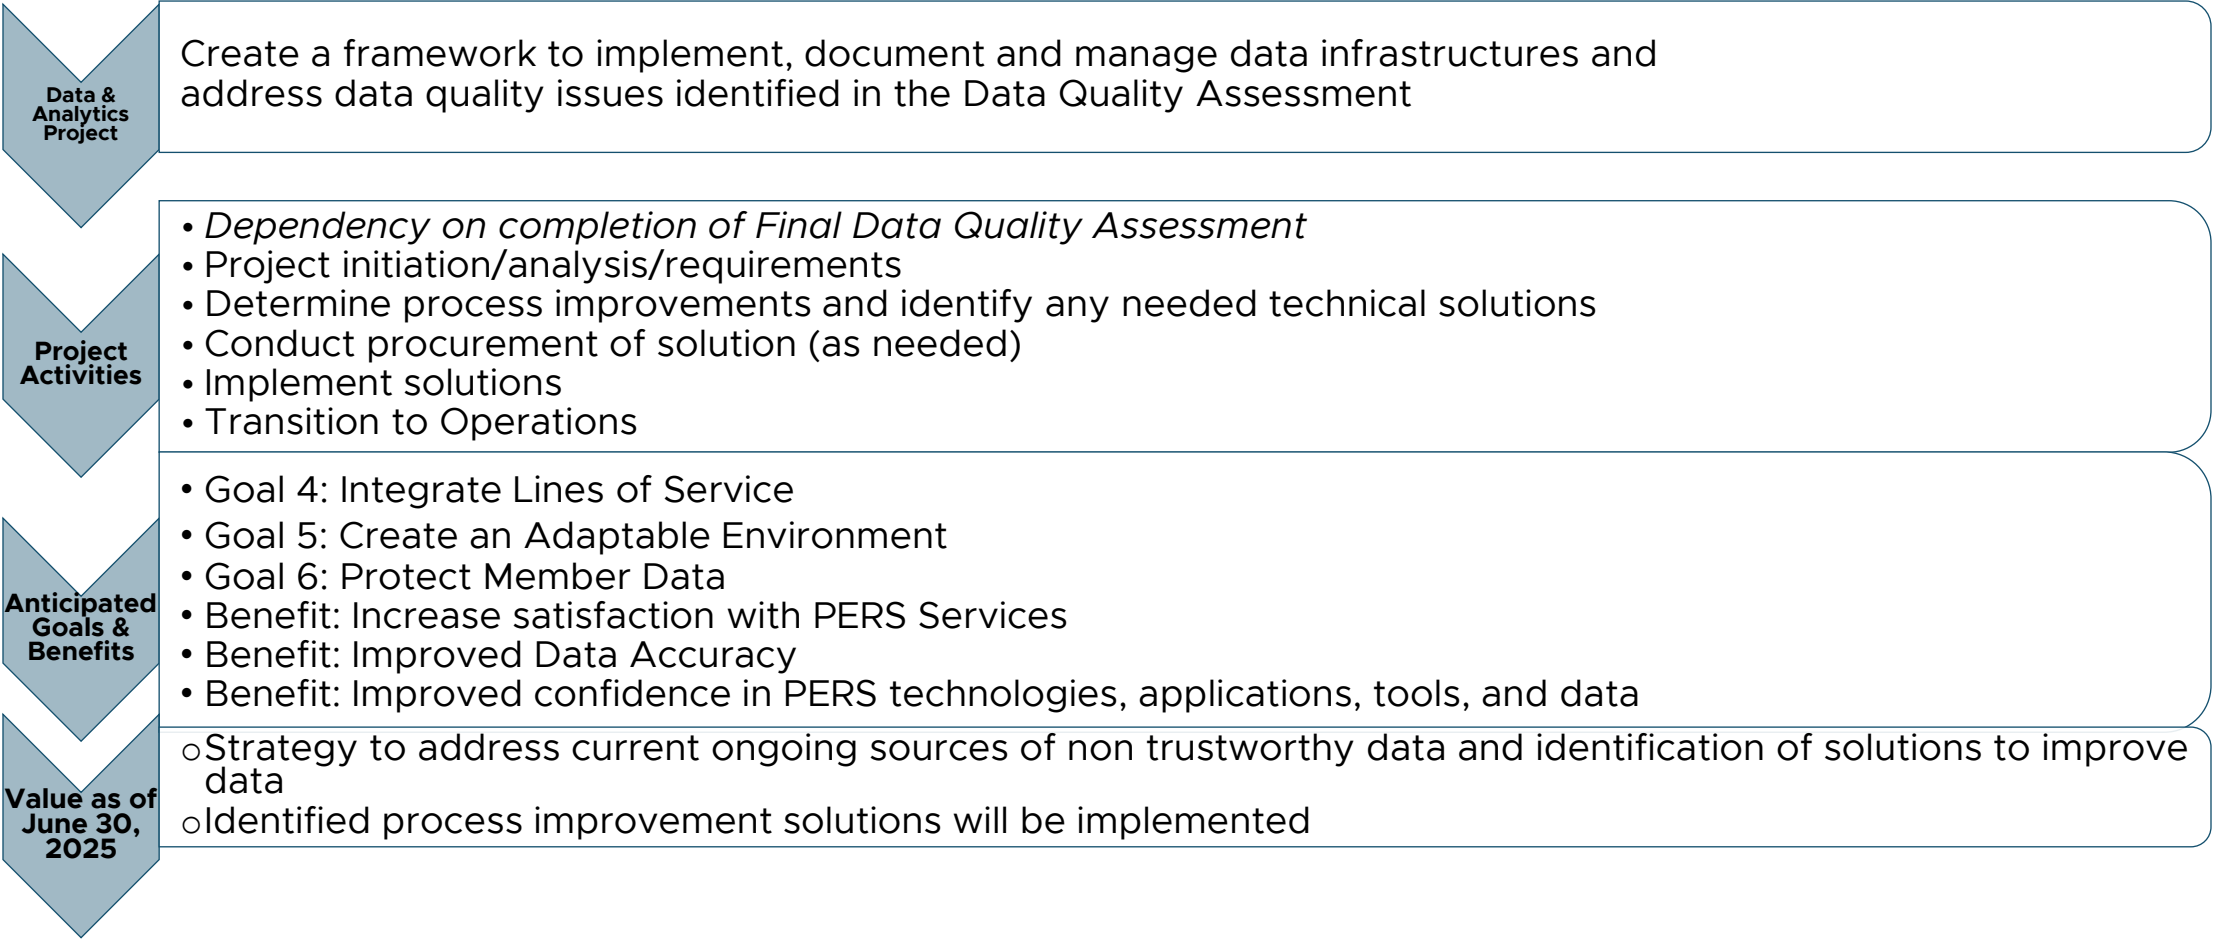 Data &
Analytics
Project
Create a framework to implement, document and manage data infrastructures and
address data quality issues identified in the Data Quality Assessment
Project
Activities
• Dependency on completion of Final Data Quality Assessment
• Project initiation/analysis/requirements
• Determine process improvements and identify any needed technical solutions
• Conduct procurement of solution (as needed)
• Implement solutions
• Transition to Operations
Anticipated
Goals &
Benefits
• Goal 4: Integrate Lines of Service
• Goal 5: Create an Adaptable Environment
• Goal 6: Protect Member Data
• Benefit: Increase satisfaction with PERS Services
• Benefit: Improved Data Accuracy
• Benefit: Improved confidence in PERS technologies, applications, tools, and data
Value as of
June 30,
2025
○Strategy to address current ongoing sources of non trustworthy data and identification of solutions to improve
data
○Identified process improvement solutions will be implemented